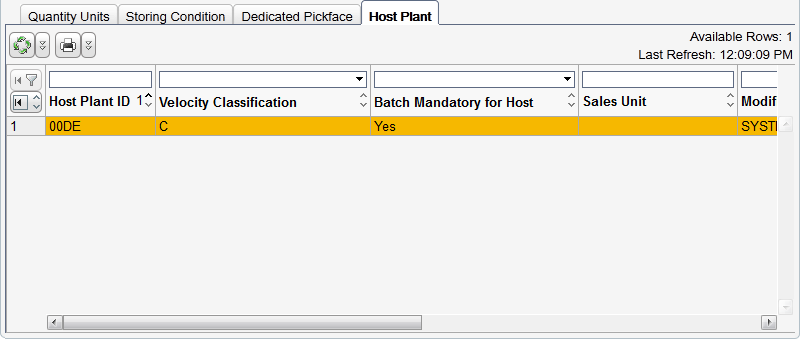 Quantity Units Storing Condition Dedicated Pickface Host Plant
Available Rows: 1
Last Refresh: 12:09:09 PM
Host Plant ID 1 Velocity Classification Batch Mandatory for Host Sales Unit Modif
1 00DE C Yes SYSTE